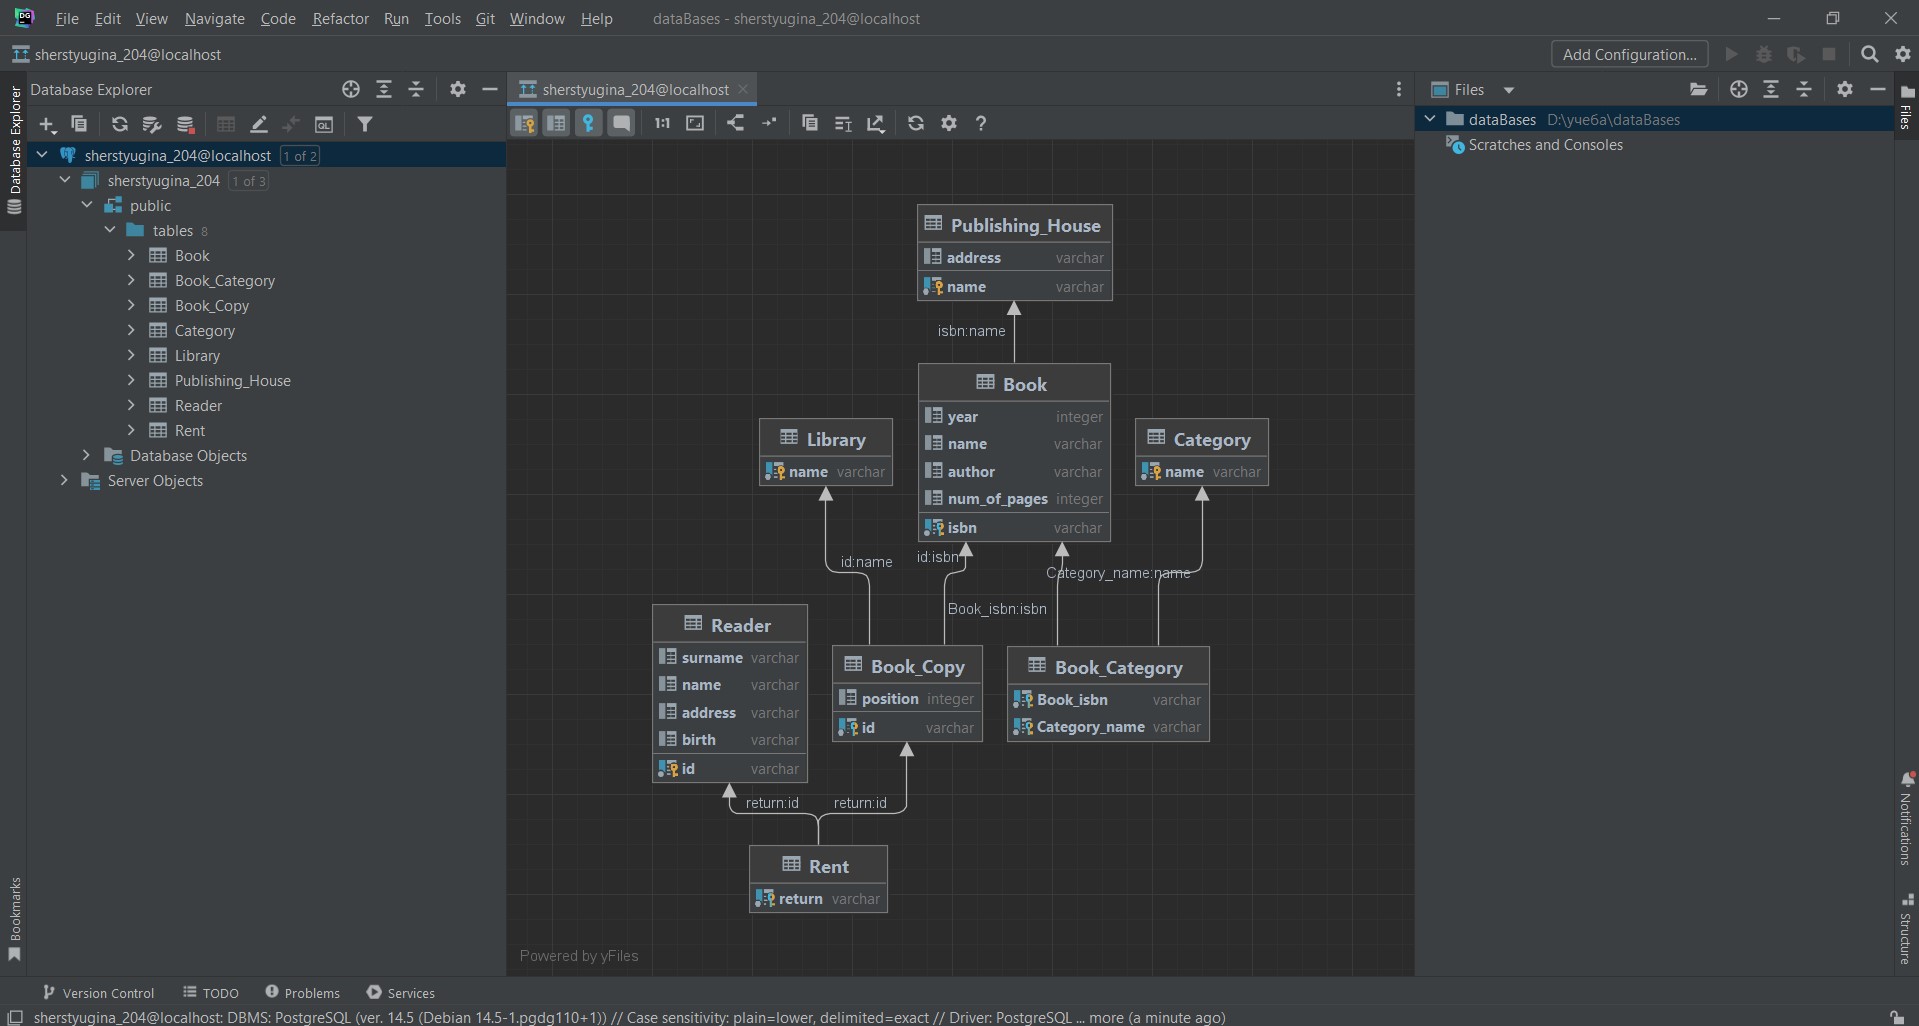 File Edit View Navigate Code Refactor Run Tools Git Window Help dataBases - sherstyugina_204@localhost
sherstyugina_204@localhost
Add Configuration...
Database Explorer
sherstyugina_204@localhost
Files
1:1
QL
?
sherstyugina_204@localhost 1 of 2
sherstyugina_204 1 of 3
public
tables 8
Book
Book_Category
Book_Copy
Category
Library
Publishing_House
Reader
Rent
Database Objects
Server Objects
Publishing_House
address varchar
name varchar
isbn:name
Book
year integer
name varchar
author varchar
num_of_pages integer
isbn varchar
Library
name varchar
Category
name varchar
id:name
id:isbn
Category_name:name
Book_isbn:isbn
Reader
surname varchar
name varchar
address varchar
birth varchar
id varchar
Book_Copy
position integer
id varchar
Book_Category
Book_isbn varchar
Category_name varchar
return:id
return:id
Rent
return varchar
Powered by yFiles
dataBases D:\учеба\dataBases
Scratches and Consoles
Database Explorer
Bookmarks
Files
Notifications
Structure
Version Control TODO Problems Services
sherstyugina_204@localhost: DBMS: PostgreSQL (ver. 14.5 (Debian 14.5-1.pgdg110+1)) // Case sensitivity: plain=lower, delimited=exact // Driver: PostgreSQL ... more (a minute ago)